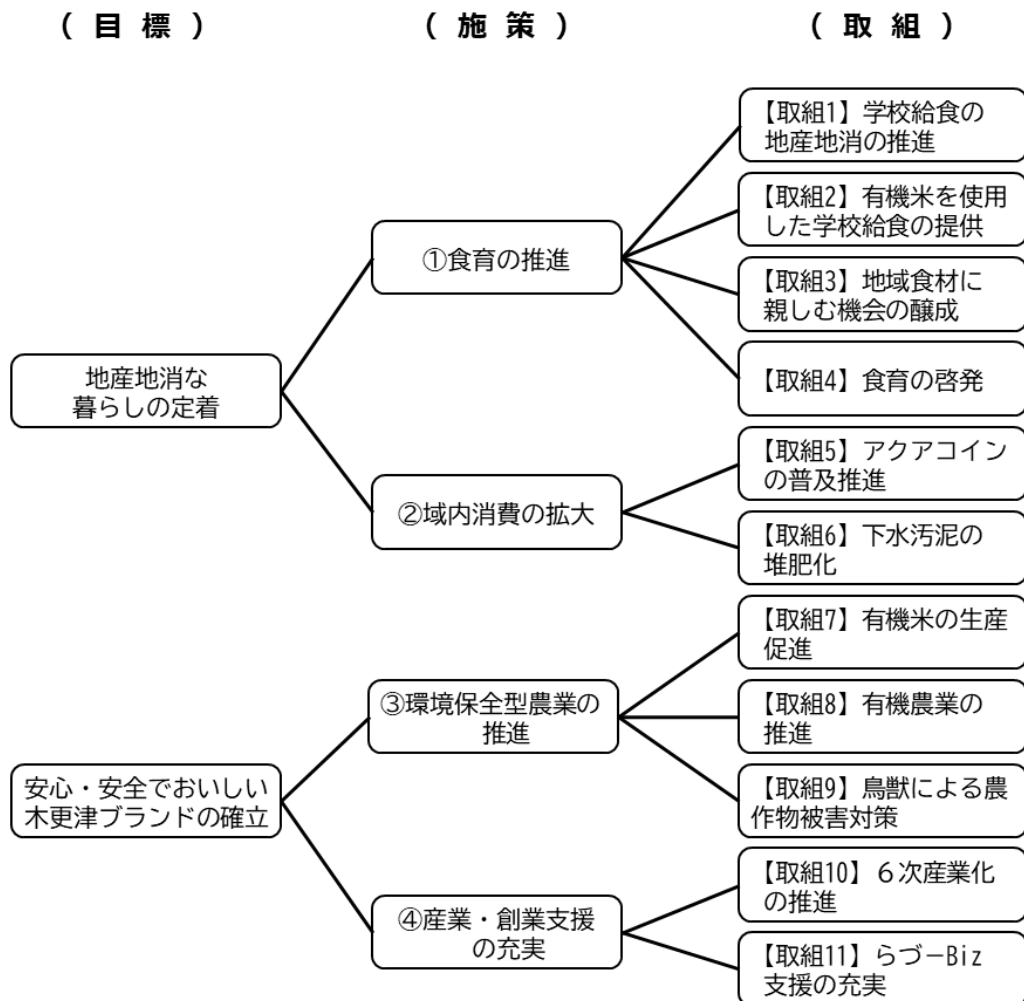 （ 目 標 ）
（ 施 策 ）
（ 取 組 ）
地産地消な
暮らしの定着
①食育の推進
【取組1】学校給食の
地産地消の推進
【取組2】有機米を使用
した学校給食の提供
【取組3】地域食材に
親しむ機会の醸成
【取組4】食育の啓発
②域内消費の拡大
【取組5】アクアコイン
の普及推進
【取組6】下水汚泥の
堆肥化
安心・安全でおいしい
木更津ブランドの確立
③環境保全型農業の
推進
【取組7】有機米の生産
促進
【取組8】有機農業の
推進
【取組9】鳥獣による農
作物被害対策
④産業・創業支援
の充実
【取組10】６次産業化
の推進
【取組11】らづ－Biz
支援の充実